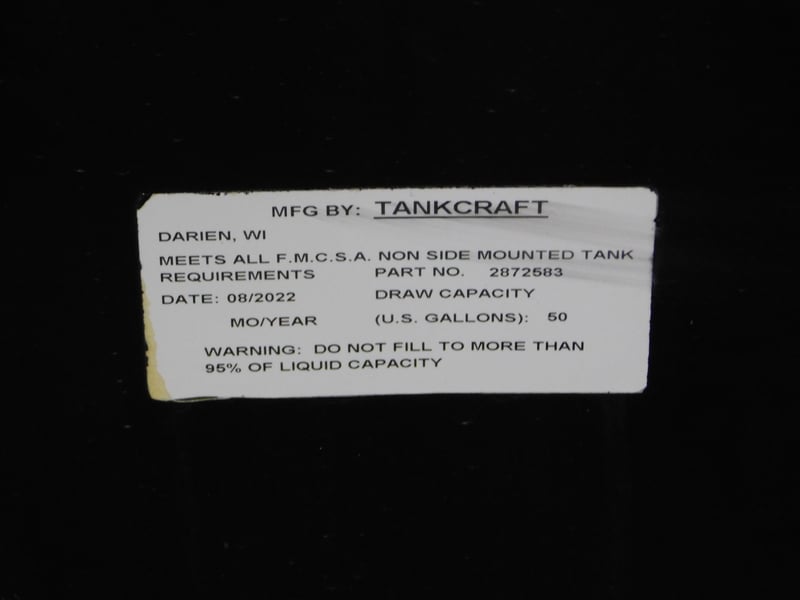 MFG BY: TANKCRAFT
DARIEN, WI
MEETS ALL F.M.C.S.A. NON SIDE MOUNTED TANK
REQUIREMENTS PART NO. 2872583
DATE: 08/2022 DRAW CAPACITY
MO/YEAR (U.S. GALLONS): 50
WARNING: DO NOT FILL TO MORE THAN
95% OF LIQUID CAPACITY